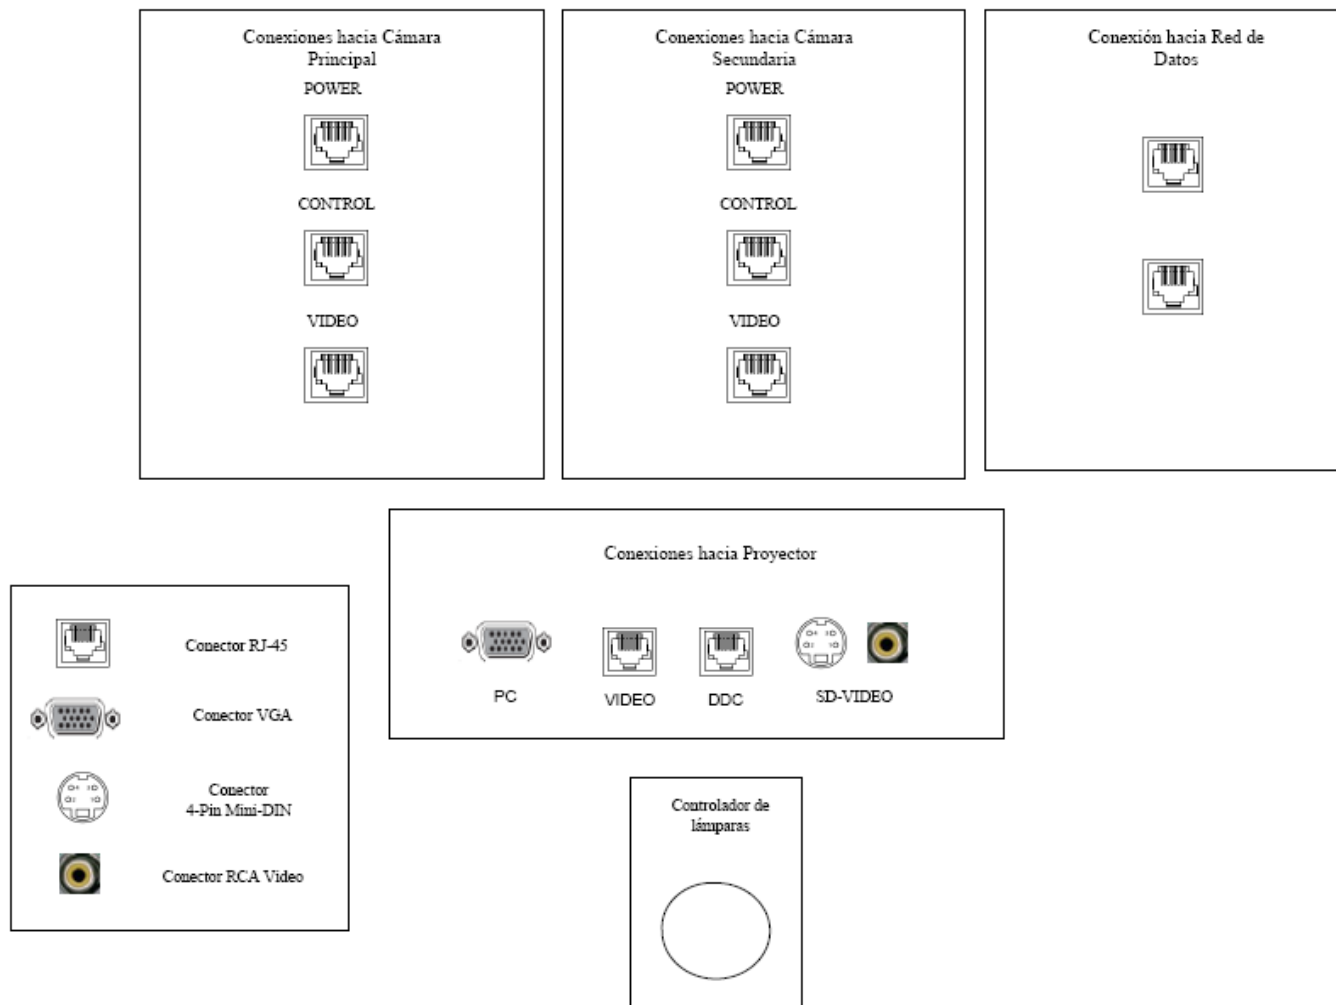 Conexiones hacia Cámara
Principal
POWER
CONTROL
VIDEO
Conexiones hacia Cámara
Secundaria
POWER
CONTROL
VIDEO
Conexión hacia Red de
Datos
Conexiones hacia Proyector
PC
VIDEO
DDC
SD-VIDEO
Conector RJ-45
Conector VGA
Conector
4-Pin Mini-DIN
Conector RCA Video
Controlador de
lámparas